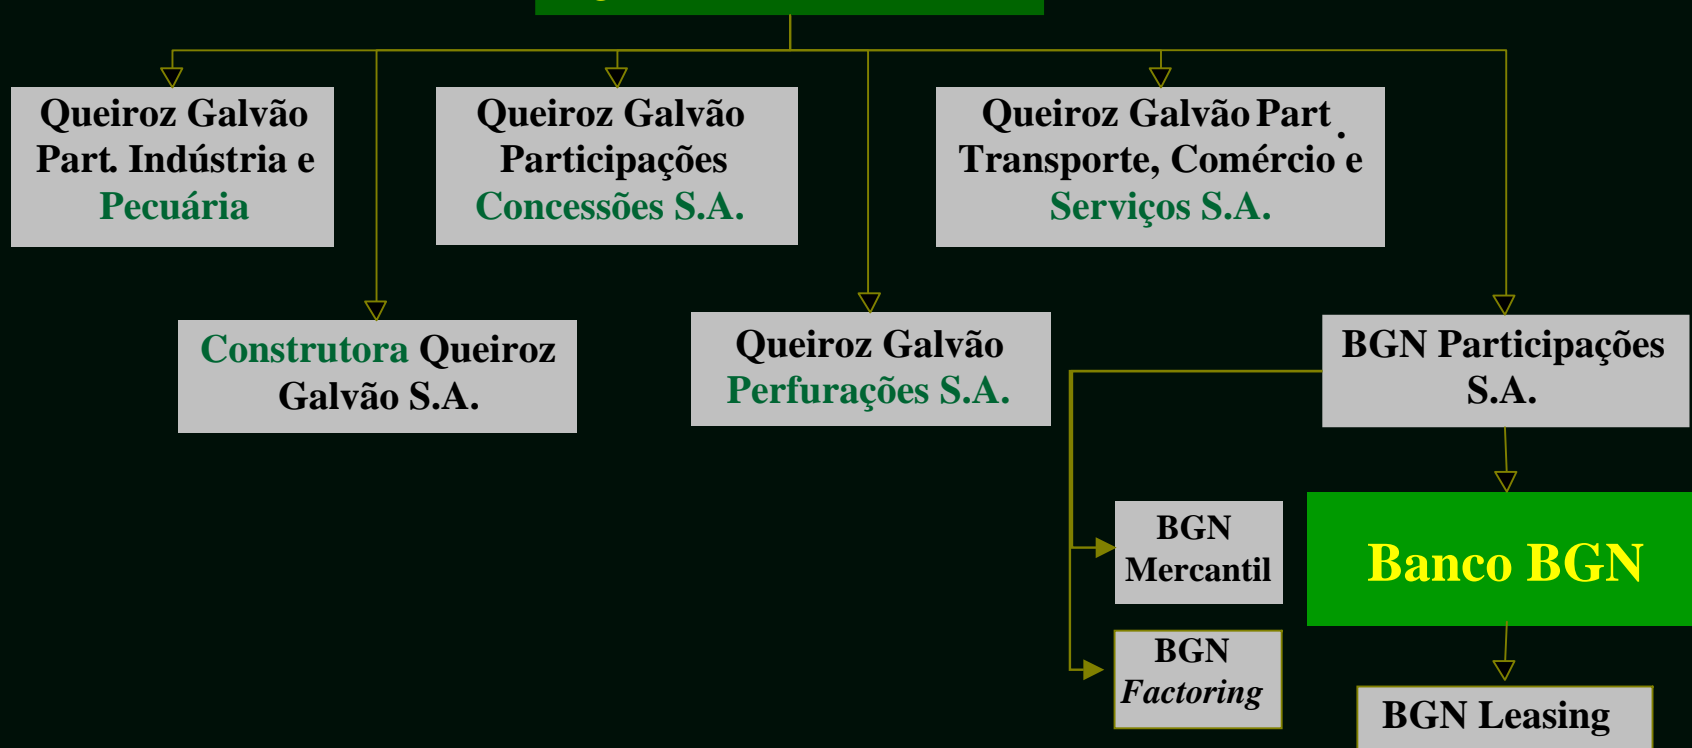 Queiroz Galvão
Part. Indústria e
Pecuária
Queiroz Galvão
Participações
Concessões S.A.
Queiroz Galvão Part.
Transporte, Comércio e
Serviços S.A.
Construtora Queiroz
Galvão S.A.
Queiroz Galvão
Perfurações S.A.
BGN Participações
S.A.
BGN
Mercantil
Banco BGN
BGN
Factoring
BGN Leasing